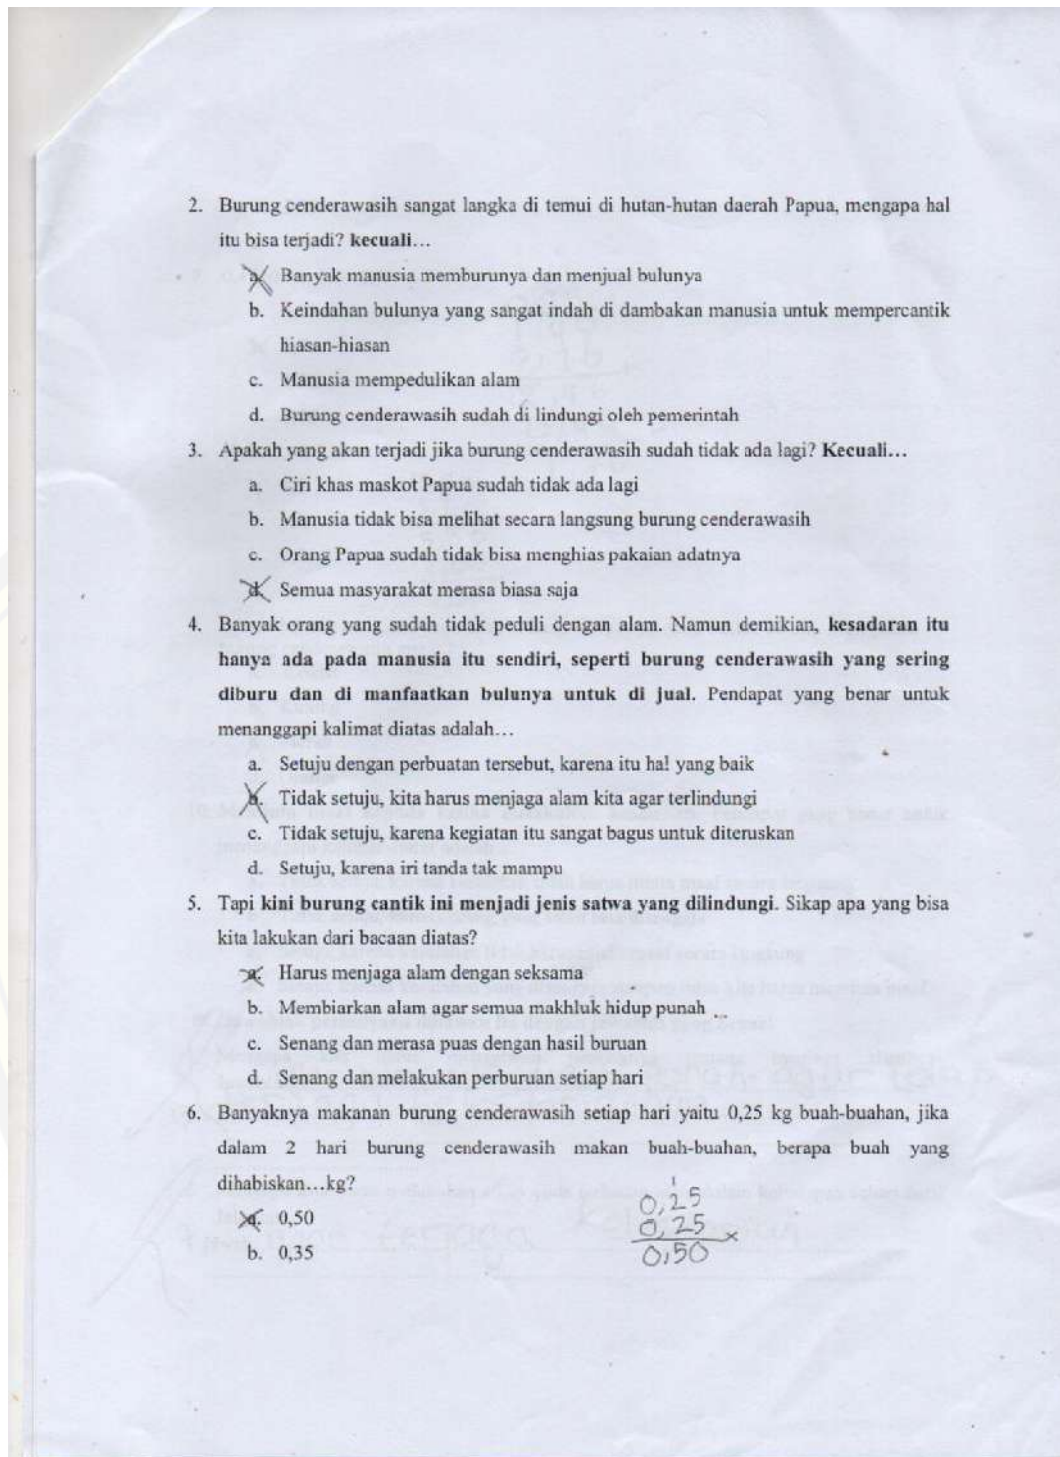 2. Burung cenderawasih sangat langka di temui di hutan-hutan daerah Papua, mengapa hal
itu bisa terjadi? kecuali...
a. Banyak manusia memburunya dan menjual bulunya
b. Keindahan bulunya yang sangat indah di dambakan manusia untuk mempercantik
hiasan-hiasan
c. Manusia mempedulikan alam
d. Burung cenderawasih sudah di lindungi oleh pemerintah
3. Apakah yang akan terjadi jika burung cenderawasih sudah tidak ada lagi? Kecuali...
a. Ciri khas maskot Papua sudah tidak ada lagi
b. Manusia tidak bisa melihat secara langsung burung cenderawasih
c. Orang Papua sudah tidak bisa menghias pakaian adatnya
d. Semua masyarakat merasa biasa saja
4. Banyak orang yang sudah tidak peduli dengan alam. Namun demikian, kesadaran itu
hanya ada pada manusia itu sendiri, seperti burung cenderawasih yang sering
diburu dan di manfaatkan bulunya untuk di jual. Pendapat yang benar untuk
menanggapi kalimat diatas adalah...
a. Setuju dengan perbuatan tersebut, karena itu hal yang baik
b. Tidak setuju, kita harus menjaga alam kita agar terlindungi
c. Tidak setuju, karena kegiatan itu sangat bagus untuk diteruskan
d. Setuju, karena iri tanda tak mampu
5. Tapi kini burung cantik ini menjadi jenis satwa yang dilindungi. Sikap apa yang bisa
kita lakukan dari bacaan diatas?
a. Harus menjaga alam dengan seksama
b. Membiarkan alam agar semua makhluk hidup punah
c. Senang dan merasa puas dengan hasil buruan
d. Senang dan melakukan perburuan setiap hari
6. Banyaknya makanan burung cenderawasih setiap hari yaitu 0,25 kg buah-buahan, jika
dalam 2 hari burung cenderawasih makan buah-buahan, berapa buah yang
dihabiskan...kg?
a. 0,50
b. 0,35
1
0,25
0,25 x
0,50